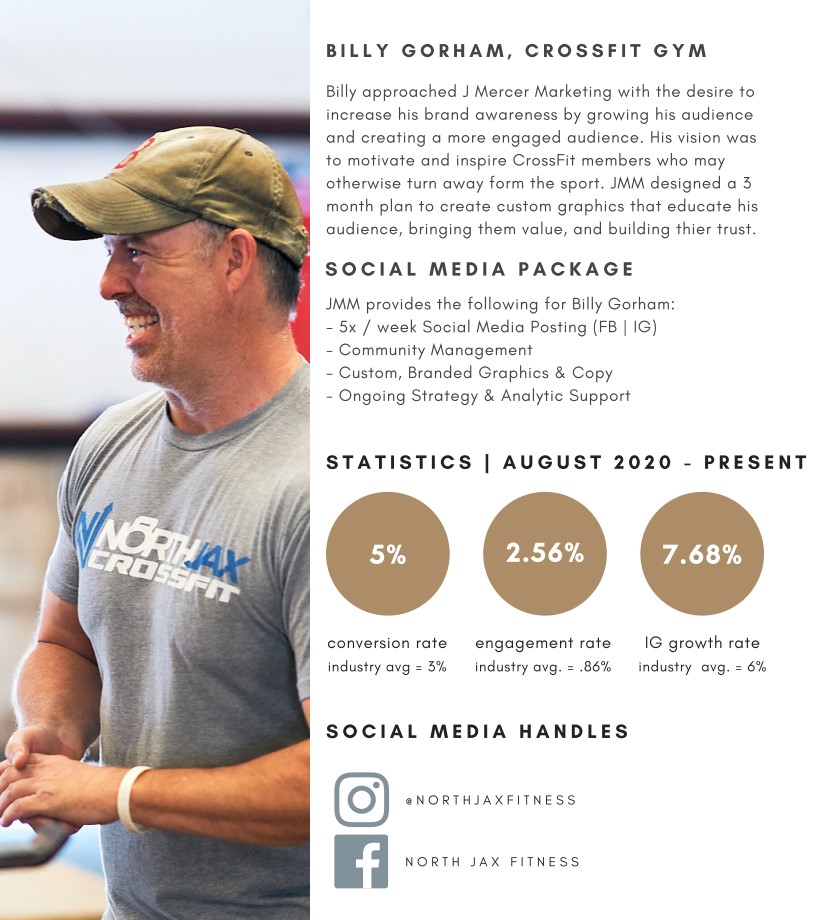 BILLY GORHAM, CROSSFIT GYM
Billy approached J Mercer Marketing with the desire to
increase his brand awareness by growing his audience
and creating a more engaged audience. His vision was
to motivate and inspire CrossFit members who may
otherwise turn away form the sport. JMM designed a 3
month plan to create custom graphics that educate his
audience, bringing them value, and building thier trust.
SOCIAL MEDIA PACKAGE
JMM provides the following for Billy Gorham:
- 5x / week Social Media Posting (FB | IG)
- Community Management
- Custom, Branded Graphics & Copy
- Ongoing Strategy & Analytic Support
STATISTICS | AUGUST 2020 - PRESENT
5% 2.56% 7.68%
conversion rate engagement rate IG growth rate
industry avg = 3% industry avg. = .86% industry avg. = 6%
SOCIAL MEDIA HANDLES
@NORTHJAXFITNESS
NORTH JAX FITNESS
NORTHJAX
CROSSFIT